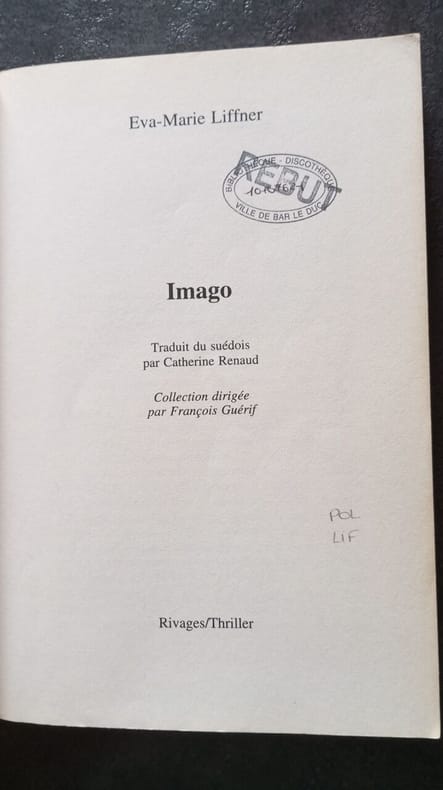 Eva-Marie Liffner
BIBLIOTHÈQUE - DISCOTHÈQUE
REBUT
VILLE DE BAR LE DUC
Imago
Traduit du suédois
par Catherine Renaud
Collection dirigée
par François Guérif
POL
LIF
Rivages/Thriller